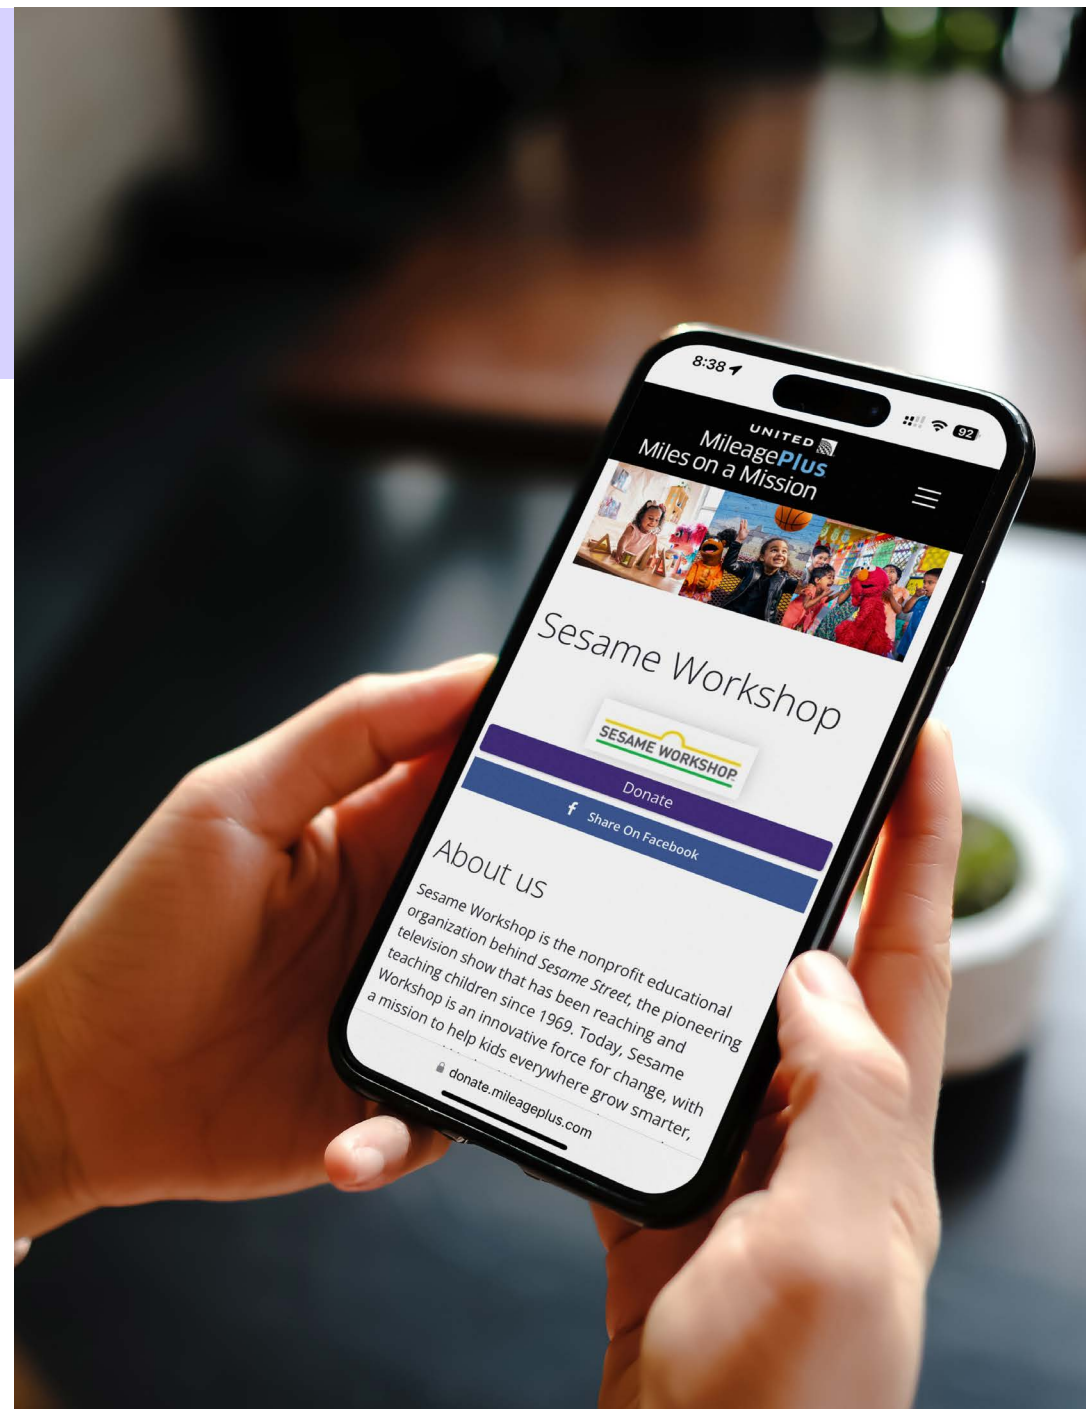 8:38
92
UNITED
MileagePlus
Miles on a Mission
Sesame Workshop
SESAME WORKSHOP
Donate
f Share On Facebook
About us
Sesame Workshop is the nonprofit educational
organization behind Sesame Street, the pioneering
television show that has been reaching and
teaching children since 1969. Today, Sesame
Workshop is an innovative force for change, with
a mission to help kids everywhere grow smarter,
donate.mileageplus.com